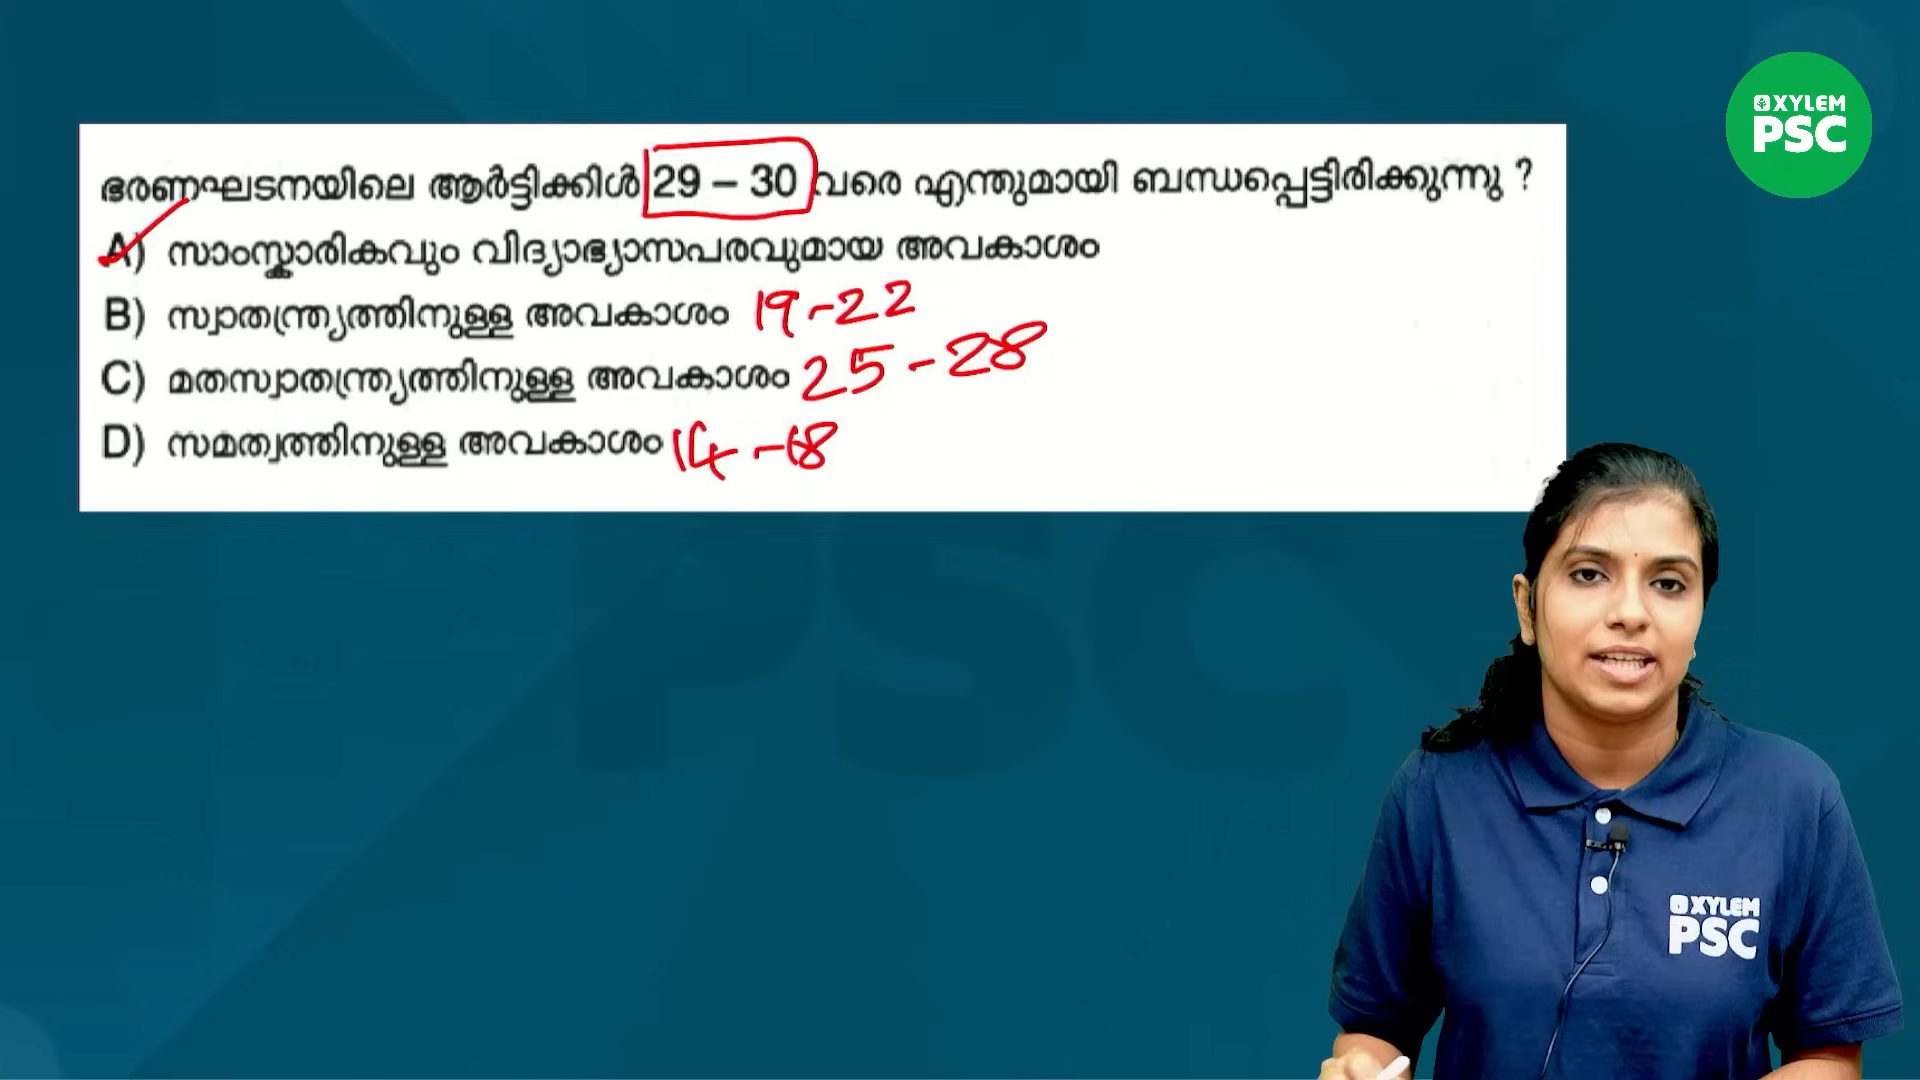 ഭരണഘടനയിലെ ആർട്ടിക്കിൾ 29 – 30 വരെ എന്തുമായി ബന്ധപ്പെട്ടിരിക്കുന്നു ?
A) സാംസ്കാരികവും വിദ്യാഭ്യാസപരവുമായ അവകാശം
B) സ്വാതന്ത്ര്യത്തിനുള്ള അവകാശം 19-22
C) മതസ്വാതന്ത്ര്യത്തിനുള്ള അവകാശം 25-28
D) സമത്വത്തിനുള്ള അവകാശം 14-18
XYLEM
PSC
PSC
XYLEM
PSC